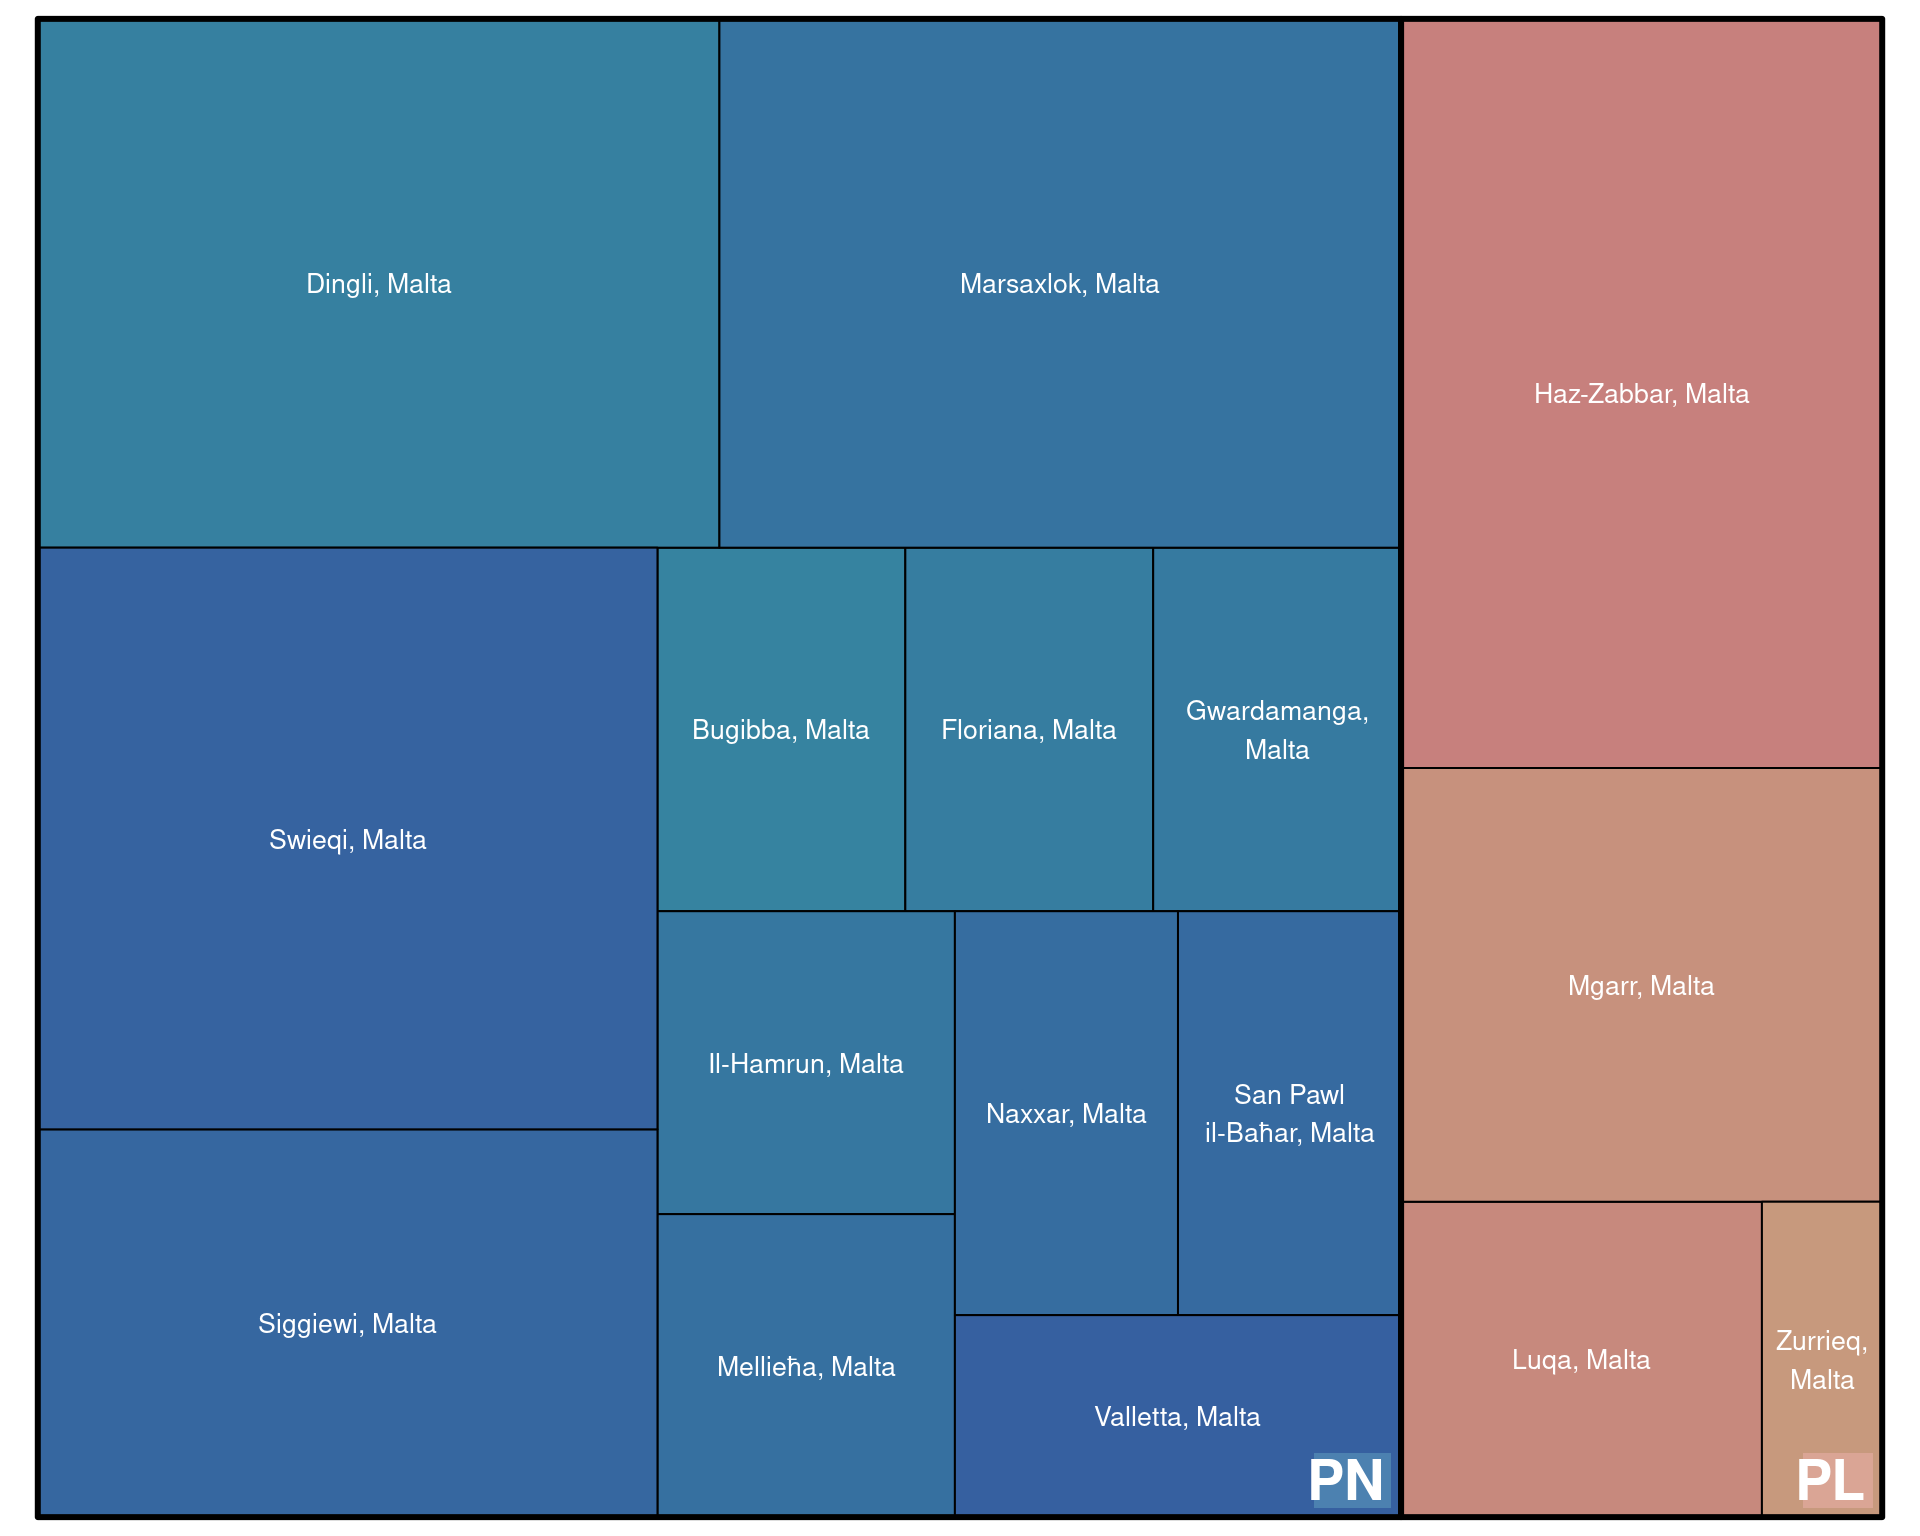 Dingli, Malta
Marsaxlok, Malta
Haz-Zabbar, Malta
Swieqi, Malta
Bugibba, Malta
Floriana, Malta
Gwardamanga,
Malta
Mgarr, Malta
Il-Hamrun, Malta
Naxxar, Malta
San Pawl
il-Baħar, Malta
Siggiewi, Malta
Mellieħa, Malta
Valletta, Malta
Luqa, Malta
Zurrieq,
Malta
PN
PL